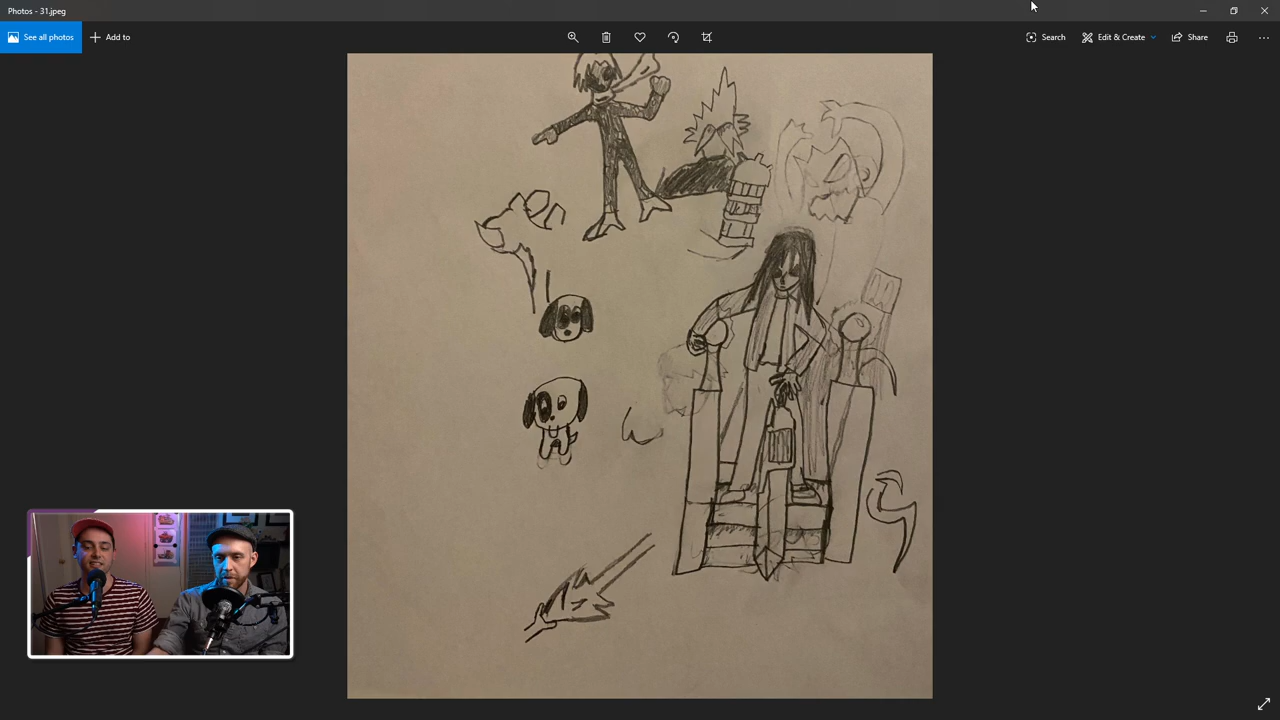 Photos - 31.jpeg
See all photos
Add to
Search
Edit & Create
Share